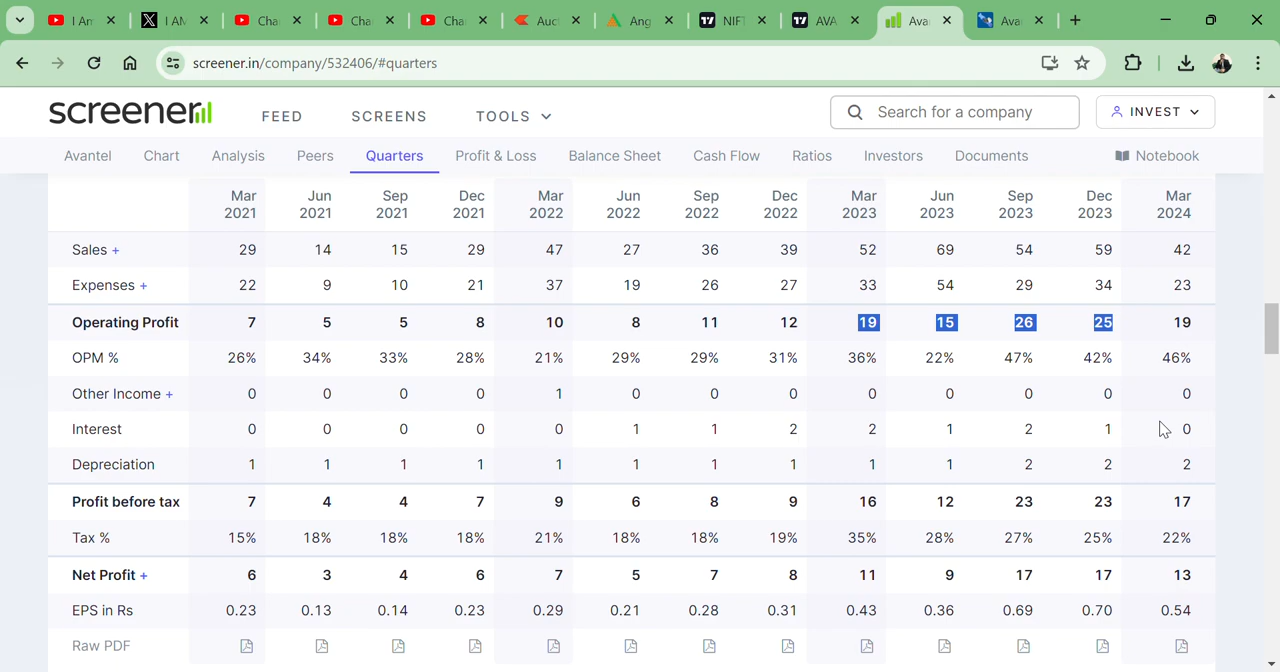 I Am
I AM
Cha
Cha
Cha
Auct
Ang
NIFT
AVA
Ava
Ava
screener.in/company/532406/#quarters
screener
FEED
SCREENS
TOOLS
Search for a company
INVEST
Avantel Chart Analysis Peers Quarters Profit & Loss Balance Sheet Cash Flow Ratios Investors Documents Notebook
Mar Jun Sep Dec Mar Jun Sep Dec Mar Jun Sep Dec Mar
2021 2021 2021 2021 2022 2022 2022 2022 2023 2023 2023 2023 2024
Sales + 29 14 15 29 47 27 36 39 52 69 54 59 42
Expenses + 22 9 10 21 37 19 26 27 33 54 29 34 23
Operating Profit 7 5 5 8 10 8 11 12 19 15 26 25 19
OPM % 26% 34% 33% 28% 21% 29% 29% 31% 36% 22% 47% 42% 46%
Other Income + 0 0 0 0 1 0 0 0 0 0 0 0 0
Interest 0 0 0 0 0 1 1 2 2 1 2 1 0
Depreciation 1 1 1 1 1 1 1 1 1 1 2 2 2
Profit before tax 7 4 4 7 9 6 8 9 16 12 23 23 17
Tax % 15% 18% 18% 18% 21% 18% 18% 19% 35% 28% 27% 25% 22%
Net Profit + 6 3 4 6 7 5 7 8 11 9 17 17 13
EPS in Rs 0.23 0.13 0.14 0.23 0.29 0.21 0.28 0.31 0.43 0.36 0.69 0.70 0.54
Raw PDF